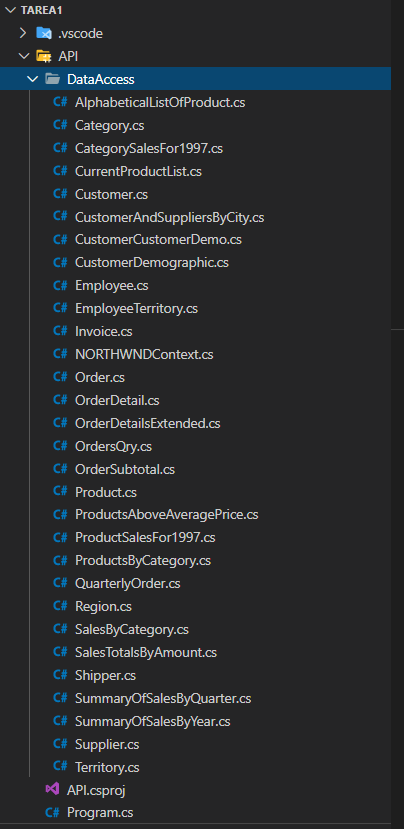 TAREA1
.vscode
API
DataAccess
C# AlphabeticalListOfProduct.cs
C# Category.cs
C# CategorySalesFor1997.cs
C# CurrentProductList.cs
C# Customer.cs
C# CustomerAndSuppliersByCity.cs
C# CustomerCustomerDemo.cs
C# CustomerDemographic.cs
C# Employee.cs
C# EmployeeTerritory.cs
C# Invoice.cs
C# NORTHWNDContext.cs
C# Order.cs
C# OrderDetail.cs
C# OrderDetailsExtended.cs
C# OrdersQry.cs
C# OrderSubtotal.cs
C# Product.cs
C# ProductsAboveAveragePrice.cs
C# ProductSalesFor1997.cs
C# ProductsByCategory.cs
C# QuarterlyOrder.cs
C# Region.cs
C# SalesByCategory.cs
C# SalesTotalsByAmount.cs
C# Shipper.cs
C# SummaryOfSalesByQuarter.cs
C# SummaryOfSalesByYear.cs
C# Supplier.cs
C# Territory.cs
API.csproj
C# Program.cs